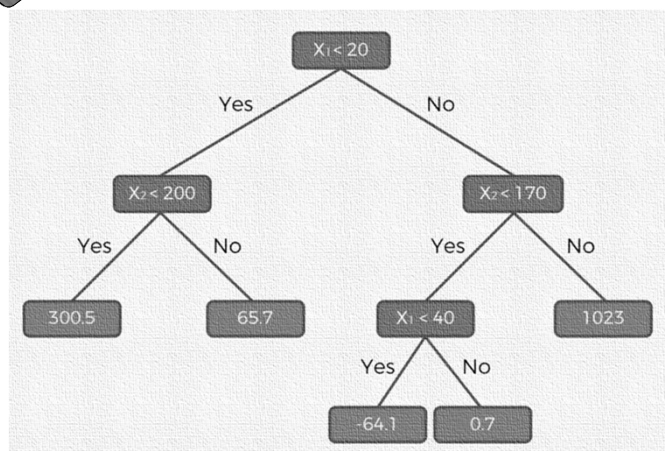 X₁ < 20
Yes
No
X₂ < 200
X₂ < 170
Yes
No
Yes
No
300.5
65.7
X₁ < 40
1023
Yes
No
-64.1
0.7